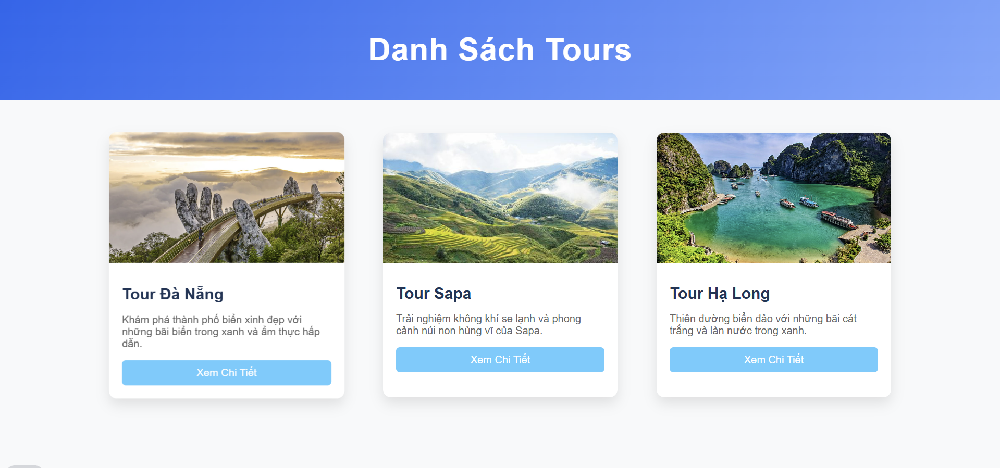 Danh Sách Tours
Tour Đà Nẵng
Khám phá thành phố biển xinh đẹp với
những bãi biển trong xanh và ẩm thực hấp
dẫn.
Xem Chi Tiết
Tour Sapa
Trải nghiệm không khí se lạnh và phong
cảnh núi non hùng vĩ của Sapa.
Xem Chi Tiết
Tour Hạ Long
Thiên đường biển đảo với những bãi cát
trắng và làn nước trong xanh.
Xem Chi Tiết